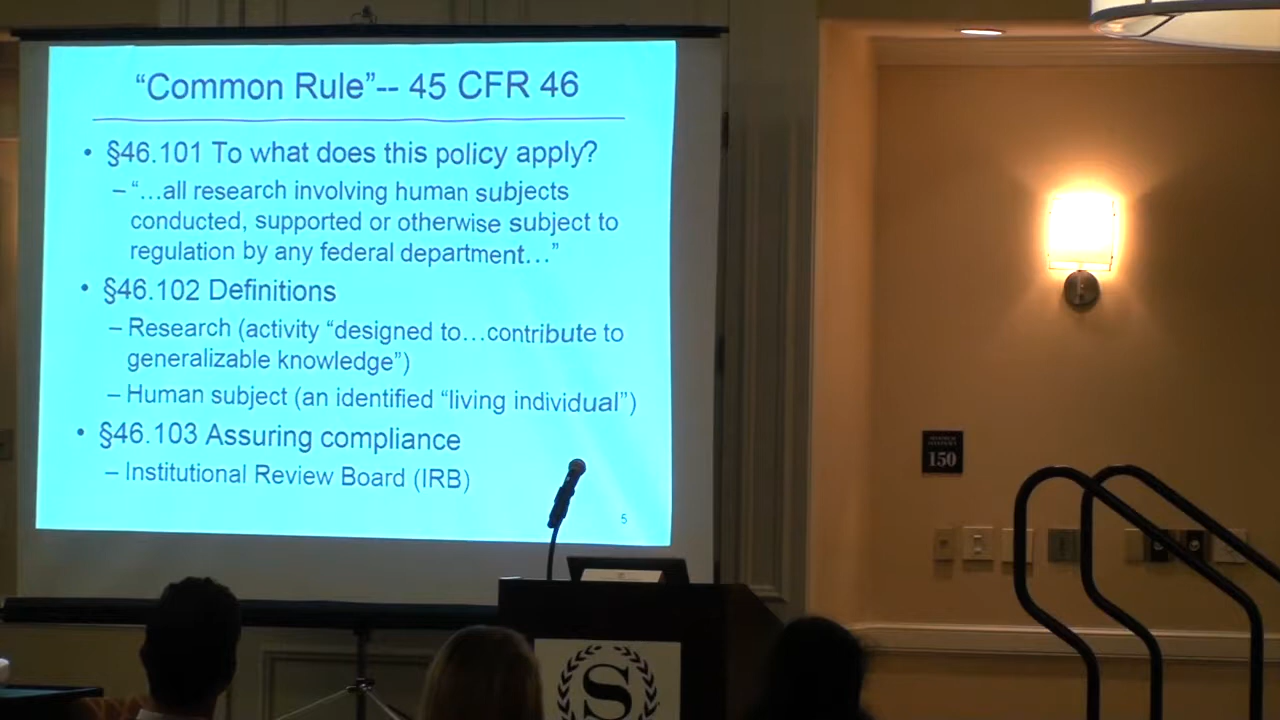 “Common Rule”-- 45 CFR 46
• §46.101 To what does this policy apply?
– “…all research involving human subjects
conducted, supported or otherwise subject to
regulation by any federal department…”
• §46.102 Definitions
– Research (activity “designed to…contribute to
generalizable knowledge”)
– Human subject (an identified “living individual”)
• §46.103 Assuring compliance
– Institutional Review Board (IRB)
5
150
S